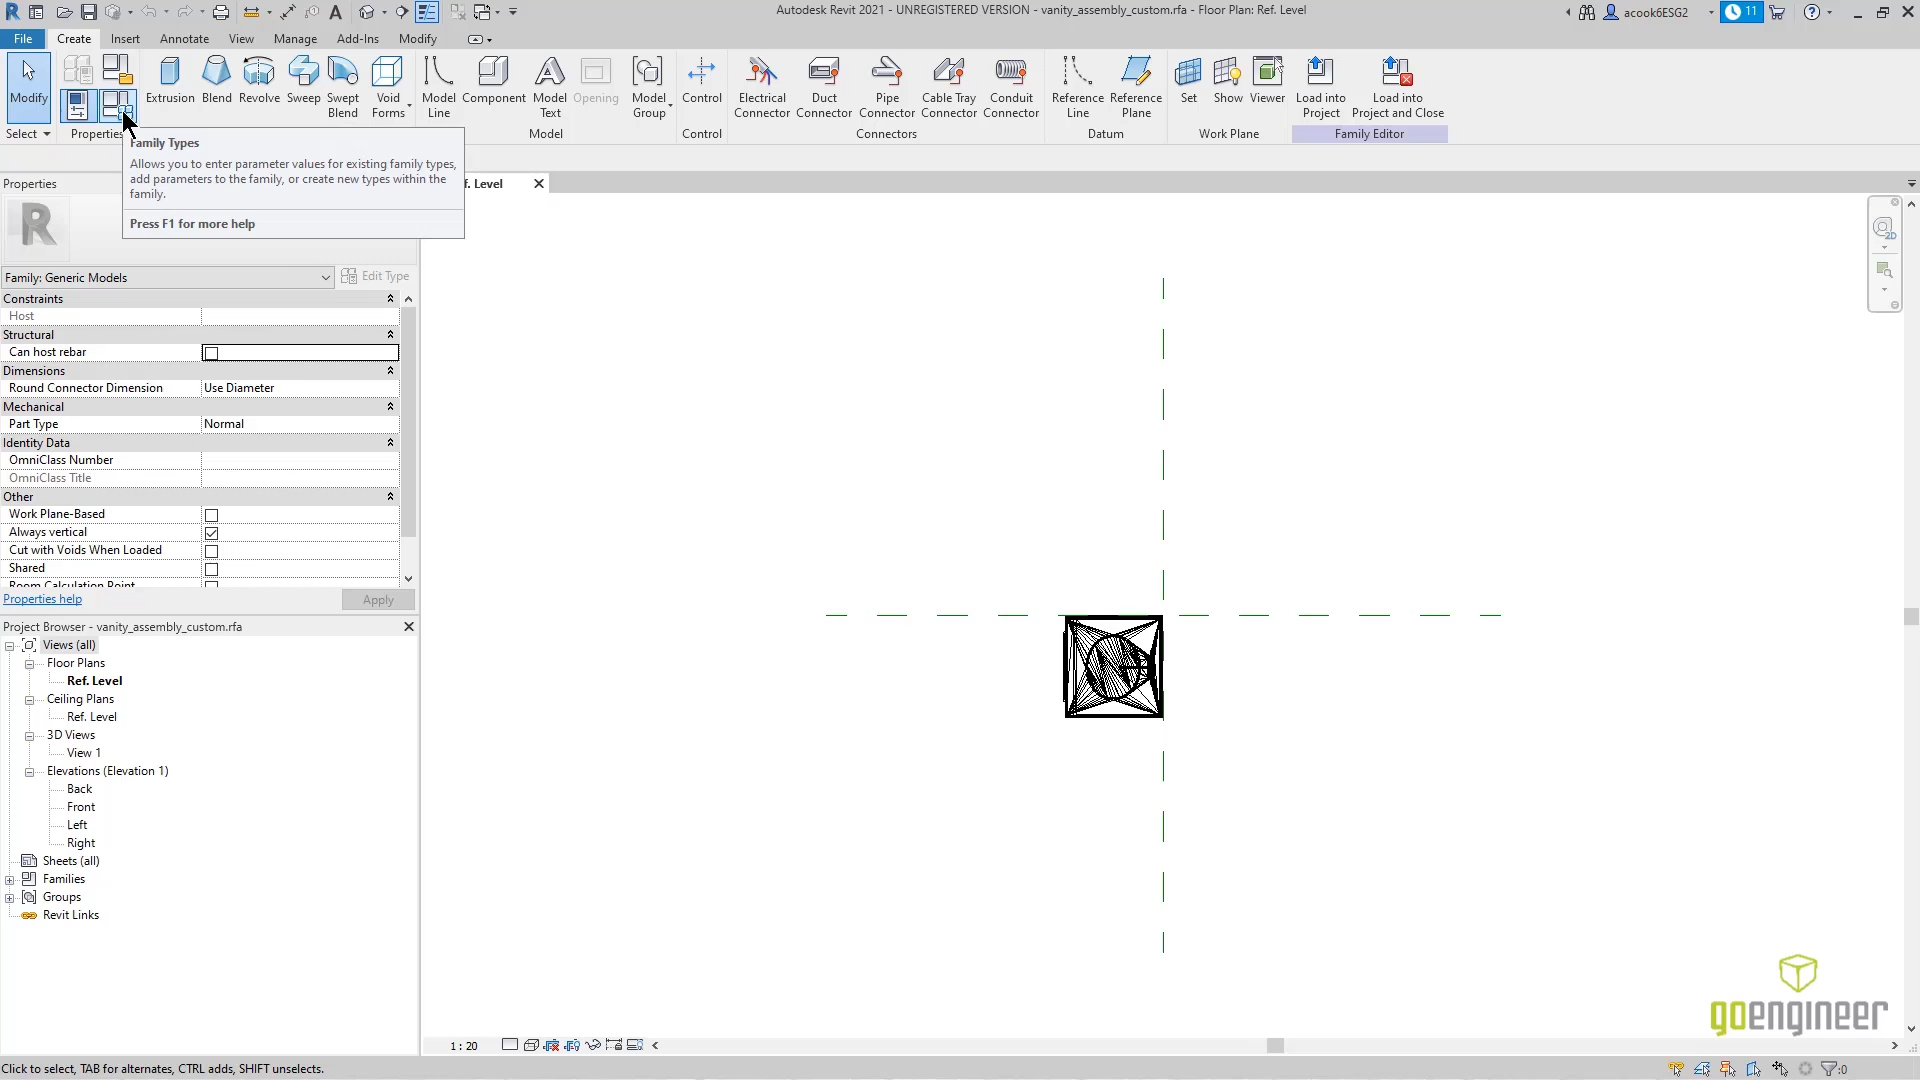 Autodesk Revit 2021 - UNREGISTERED VERSION - vanity_assembly_custom.rfa - Floor Plan: Ref. Level
acook6ESG2
11
File Create Insert Annotate View Manage Add-Ins Modify
Modify
Extrusion
Blend
Revolve
Sweep
Swept
Blend
Void
Forms
Model
Line
Component
Model
Text
Opening
Model
Group
Control
Electrical
Connector
Duct
Connector
Pipe
Connector
Cable Tray
Connector
Conduit
Connector
Reference
Line
Reference
Plane
Set
Show
Viewer
Load into
Project
Load into
Project and Close
Select
Properties
Model
Control
Connectors
Datum
Work Plane
Family Editor
Family Types
Allows you to enter parameter values for existing family types,
add parameters to the family, or create new types within the
family.
Press F1 for more help
Properties
f. Level
R
2D
Family: Generic Models
Edit Type
Constraints
Host
Structural
Can host rebar
Dimensions
Round Connector Dimension Use Diameter
Mechanical
Part Type Normal
Identity Data
OmniClass Number
OmniClass Title
Other
Work Plane-Based
Always vertical
Cut with Voids When Loaded
Shared
Room Calculation Point
Properties help
Apply
Project Browser - vanity_assembly_custom.rfa
Views (all)
Floor Plans
Ref. Level
Ceiling Plans
Ref. Level
3D Views
View 1
Elevations (Elevation 1)
Back
Front
Left
Right
Sheets (all)
Families
Groups
Revit Links
goengineer
1 : 20
Click to select, TAB for alternates, CTRL adds, SHIFT unselects.
:0